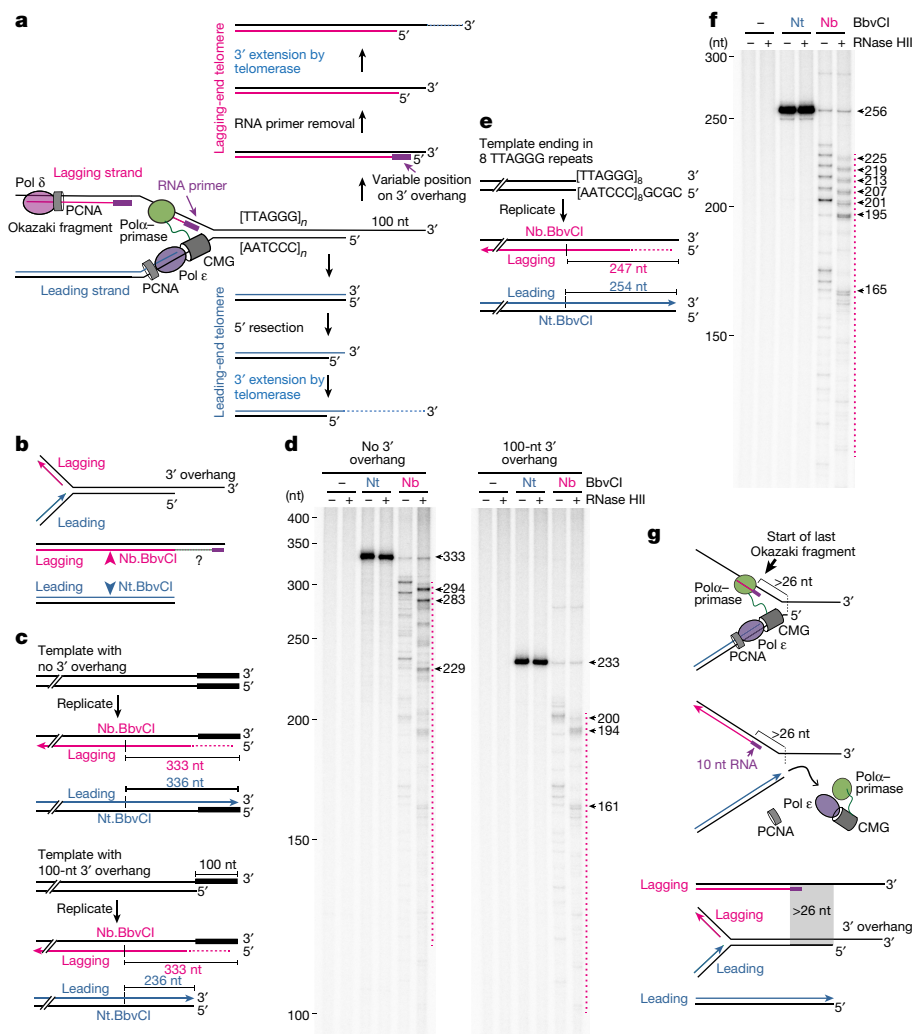 a
Lagging-end telomere
3′
5′
3′ extension by
telomerase
3′
5′
RNA primer removal
3′
5′
Variable position
on 3′ overhang
Lagging strand
RNA primer
Pol δ
PCNA
Okazaki fragment
Polα–
primase
[TTAGGG]n
100 nt
3′
5′
[AATCCC]n
CMG
Pol ε
PCNA
Leading strand
Leading-end telomere
3′
5′
5′ resection
3′
5′
3′ extension by
telomerase
3′
5′
b
Lagging
3′ overhang
3′
5′
Leading
Lagging
Nb.BbvCI
?
Leading
Nt.BbvCI
c
Template with
no 3′ overhang
3′
5′
Replicate
Nb.BbvCI
3′
5′
Lagging
333 nt
336 nt
Leading
3′
5′
Nt.BbvCI
Template with
100-nt 3′ overhang
100 nt
3′
5′
Replicate
Nb.BbvCI
3′
5′
Lagging
333 nt
236 nt
Leading
3′
5′
Nt.BbvCI
d
No 3′
overhang
100-nt 3′
overhang
– Nt Nb
– Nt Nb
BbvCI
– + – + – +
– + – + – +
RNase HII
(nt)
400
350
300
250
200
150
100
333
294
283
229
233
200
194
161
e
Template ending in
8 TTAGGG repeats
[TTAGGG]8
3′
[AATCCC]8GCGC
5′
Replicate
Nb.BbvCI
3′
5′
Lagging
247 nt
254 nt
Leading
3′
5′
Nt.BbvCI
f
– Nt Nb
BbvCI
– + – + – +
RNase HII
(nt)
300
250
200
150
256
225
219
213
207
201
195
165
g
Start of last
Okazaki fragment
Polα–
primase
>26 nt
3′
5′
CMG
Pol ε
PCNA
>26 nt
3′
10 nt RNA
Polα–
primase
Pol ε
PCNA
CMG
Lagging
3′
>26 nt
Lagging
3′ overhang
3′
5′
Leading
Leading
5′